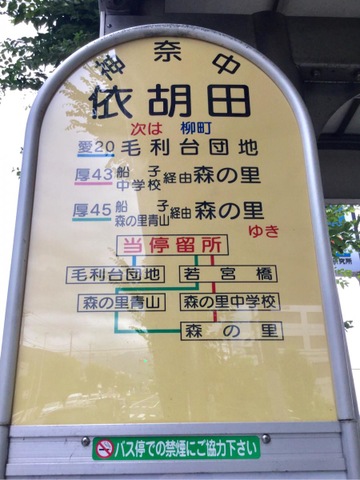 神奈中
依胡田
次は 柳町
愛20 毛利台団地
厚43 船子中学校 経由 森の里
厚45 船子森の里青山 経由 森の里
ゆき
当停留所
毛利台団地 若宮橋
森の里青山 森の里中学校
森の里
バス停での禁煙にご協力下さい